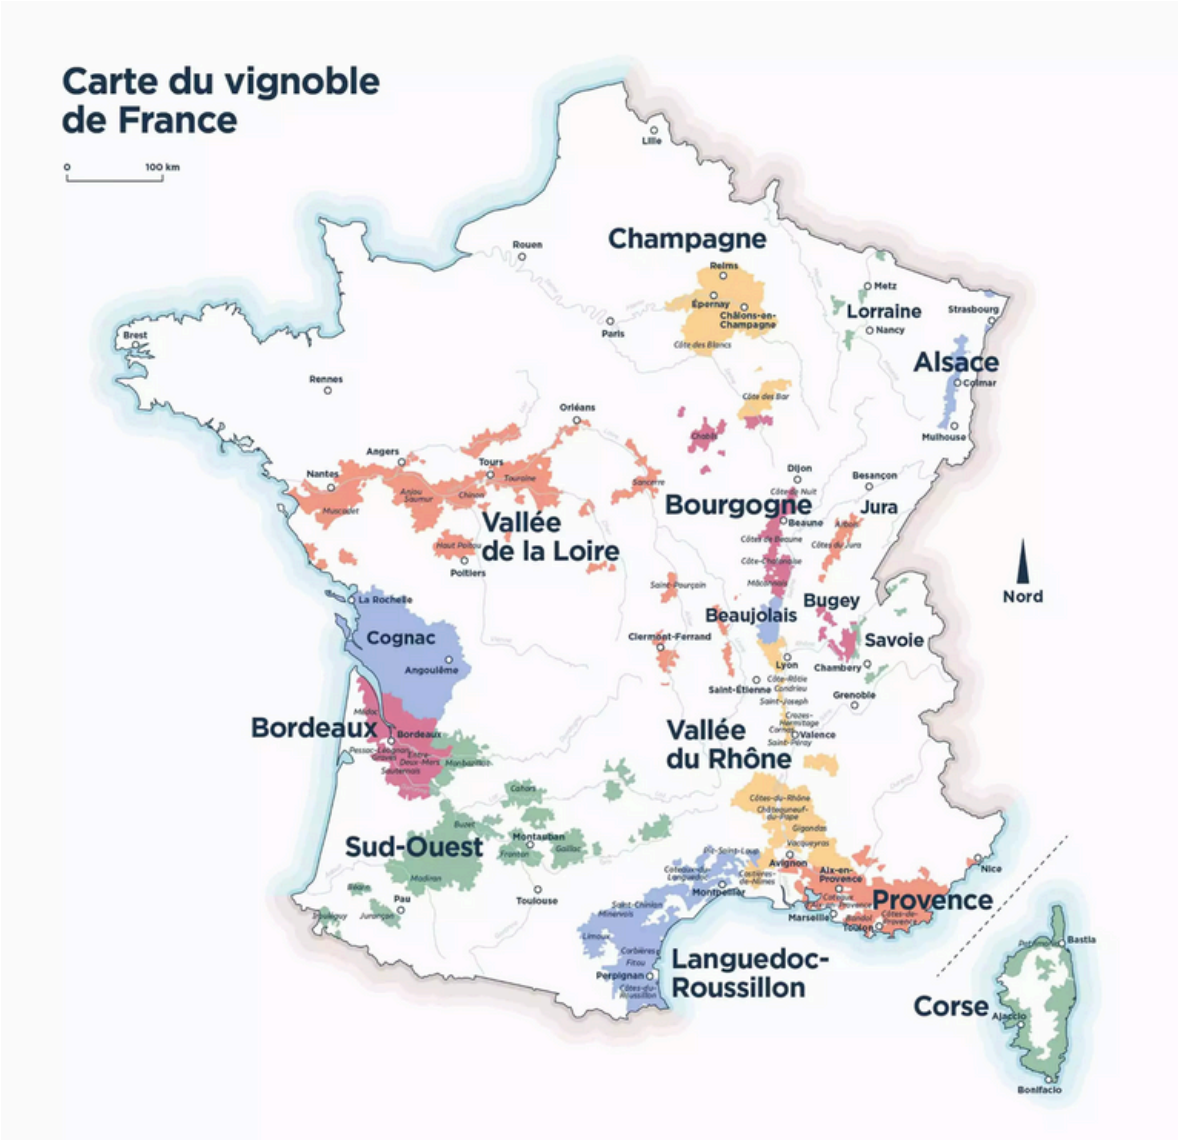 Carte du vignoble
de France
0
100 km
Lille
Rouen
Champagne
Reims
Épernay
Châlons-en-
Champagne
Côte des Blancs
Paris
Metz
Lorraine
Nancy
Strasbourg
Alsace
Colmar
Mulhouse
Brest
Rennes
Côte des Bar
Orléans
Chablis
Angers
Tours
Nantes
Touraine
Anjou
Saumur
Chinon
Muscadet
Sancerre
Dijon
Besançon
Côte de Nuit
Bourgogne
Jura
Beaune
Arbois
Vallée
de la Loire
Haut Poitou
Poitiers
Côtes de Beaune
Côtes du Jura
Côte-Chalonnaise
Mâconnais
Nord
Saint-Pourçain
La Rochelle
Bugey
Beaujolais
Cognac
Clermont-Ferrand
Savoie
Angoulême
Lyon
Chambery
Saint-Étienne
Côte-Rôtie
Condrieu
Grenoble
Saint-Joseph
Médoc
Bordeaux
Bordeaux
Crozes-
Hermitage
Cornas
Valence
Saint-Péray
Vallée
du Rhône
Pessac-Léognan
Graves
Entre-
Deux-Mers
Sauternais
Monbazillac
Cahors
Côtes-du-Rhône
Châteauneuf-
du-Pape
Gigondas
Buzet
Montauban
Sud-Ouest
Fronton
Gaillac
Vacqueyras
Pic-Saint-Loup
Avignon
Madiran
Coteaux-du-
Languedoc
Costières-
de-Nîmes
Aix-en-
Provence
Nice
Béarn
Pau
Toulouse
Montpellier
Provence
Irouléguy
Jurançon
Saint-Chinian
Minervois
Marseille
Bandol
Côtes-de-
Provence
Toulon
Limoux
Corbières
Fitou
Languedoc-
Roussillon
Perpignan
Côtes-du-
Roussillon
Patrimonio
Bastia
Corse
Ajaccio
Bonifacio